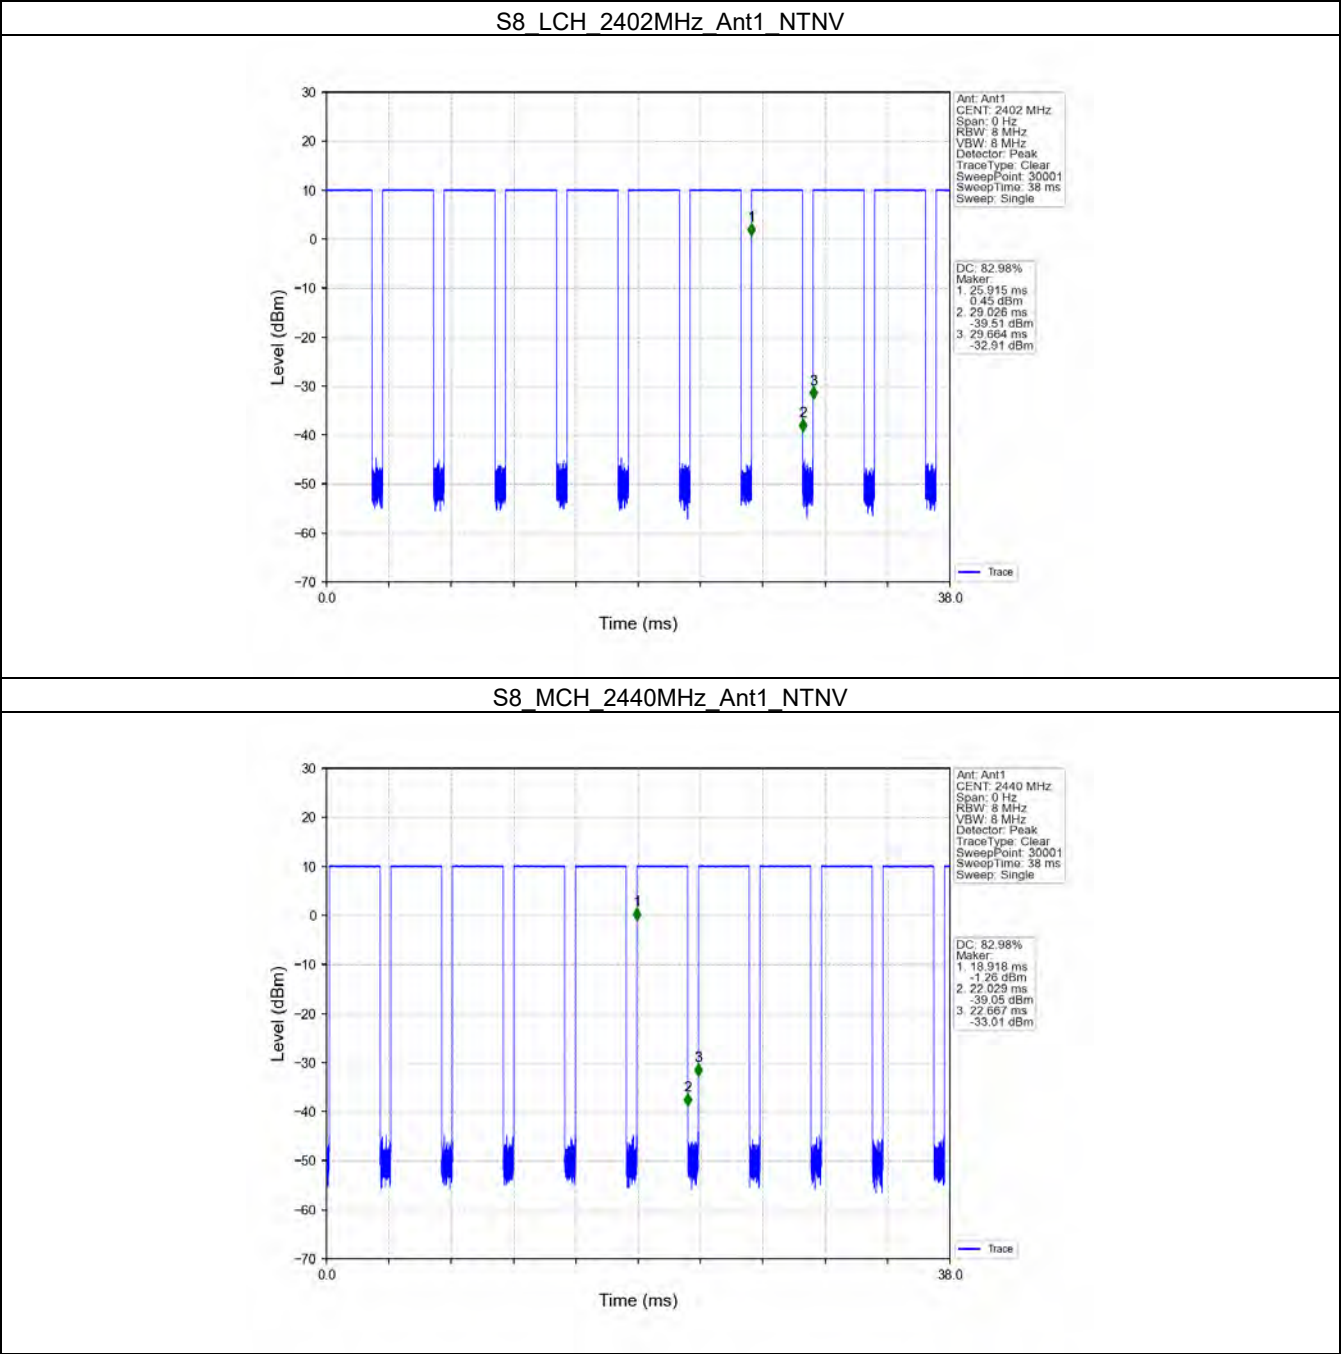 S8_LCH_2402MHz_Ant1_NTNV
30
20
10
0
−10
−20
−30
−40
−50
−60
−70
Level (dBm)
0.0
38.0
Time (ms)
1
2
3
Ant: Ant1
CENT: 2402 MHz
Span: 0 Hz
RBW: 8 MHz
VBW: 8 MHz
Detector: Peak
TraceType: Clear
SweepPoint: 30001
SweepTime: 38 ms
Sweep: Single
DC: 82.98%
Maker:
1. 25.915 ms
0.45 dBm
2. 29.026 ms
-39.51 dBm
3. 29.664 ms
-32.91 dBm
Trace
S8_MCH_2440MHz_Ant1_NTNV
30
20
10
0
−10
−20
−30
−40
−50
−60
−70
Level (dBm)
0.0
38.0
Time (ms)
1
2
3
Ant: Ant1
CENT: 2440 MHz
Span: 0 Hz
RBW: 8 MHz
VBW: 8 MHz
Detector: Peak
TraceType: Clear
SweepPoint: 30001
SweepTime: 38 ms
Sweep: Single
DC: 82.98%
Maker:
1. 18.918 ms
-1.26 dBm
2. 22.029 ms
-39.05 dBm
3. 22.667 ms
-33.01 dBm
Trace